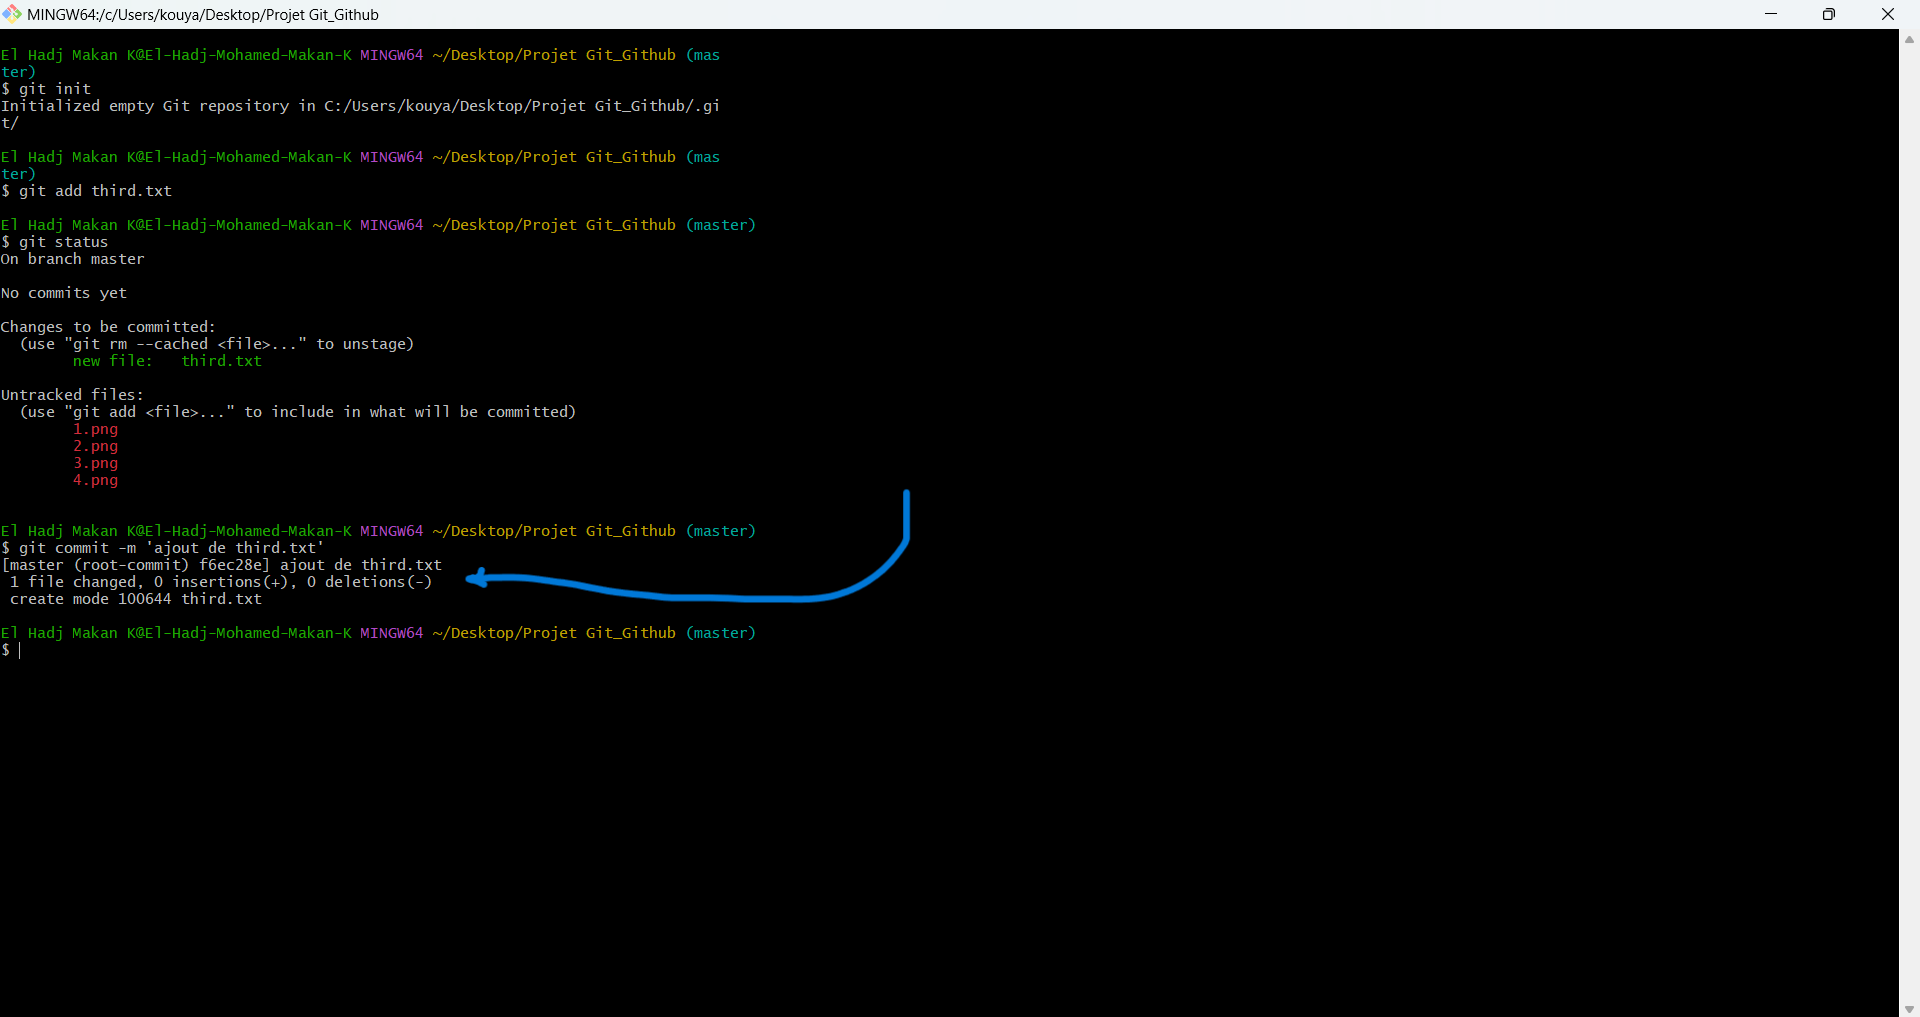 MINGW64:/c/Users/kouya/Desktop/Projet Git_Github
El Hadj Makan K@El-Hadj-Mohamed-Makan-K MINGW64 ~/Desktop/Projet Git_Github (mas
ter)
$ git init
Initialized empty Git repository in C:/Users/kouya/Desktop/Projet Git_Github/.gi
t/
El Hadj Makan K@El-Hadj-Mohamed-Makan-K MINGW64 ~/Desktop/Projet Git_Github (mas
ter)
$ git add third.txt
El Hadj Makan K@El-Hadj-Mohamed-Makan-K MINGW64 ~/Desktop/Projet Git_Github (master)
$ git status
On branch master
No commits yet
Changes to be committed:
  (use "git rm --cached <file>..." to unstage)
        new file:   third.txt
Untracked files:
  (use "git add <file>..." to include in what will be committed)
        1.png
        2.png
        3.png
        4.png
El Hadj Makan K@El-Hadj-Mohamed-Makan-K MINGW64 ~/Desktop/Projet Git_Github (master)
$ git commit -m 'ajout de third.txt'
[master (root-commit) f6ec28e] ajout de third.txt
 1 file changed, 0 insertions(+), 0 deletions(-)
 create mode 100644 third.txt
El Hadj Makan K@El-Hadj-Mohamed-Makan-K MINGW64 ~/Desktop/Projet Git_Github (master)
$